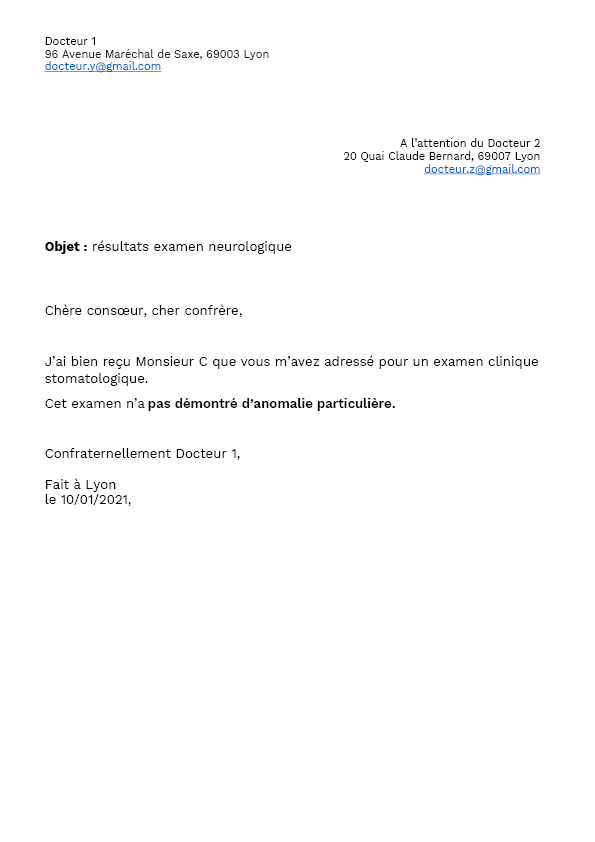 Docteur 1
96 Avenue Maréchal de Saxe, 69003 Lyon
docteur.y@gmail.com
A l'attention du Docteur 2
20 Quai Claude Bernard, 69007 Lyon
docteur.z@gmail.com
Objet : résultats examen neurologique
Chère consœur, cher confrère,
J'ai bien reçu Monsieur C que vous m'avez adressé pour un examen clinique
stomatologique.
Cet examen n'a pas démontré d'anomalie particulière.
Confraternellement Docteur 1,
Fait à Lyon
le 10/01/2021,